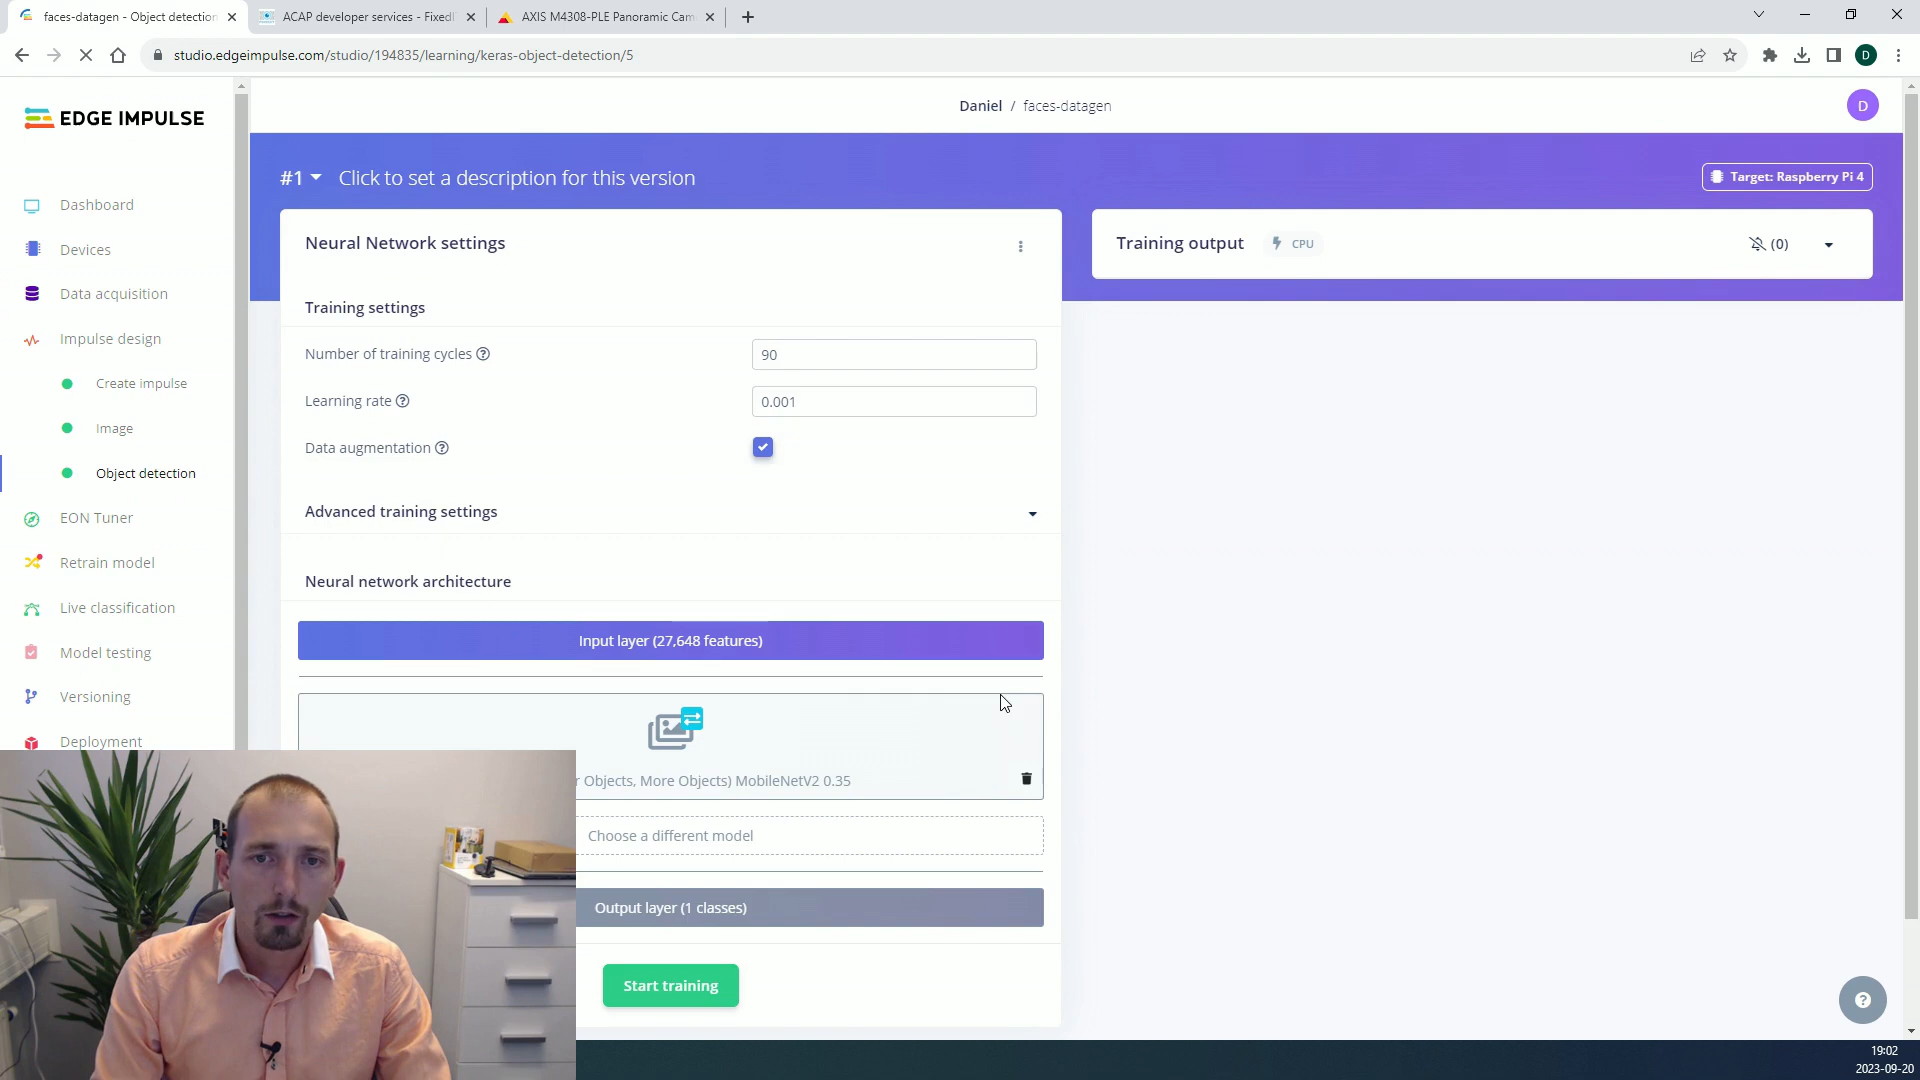 faces-datagen - Object detection
ACAP developer services - FixedI
AXIS M4308-PLE Panoramic Cam
studio.edgeimpulse.com/studio/194835/learning/keras-object-detection/5
D
EDGE IMPULSE
Daniel / faces-datagen
D
#1 Click to set a description for this version
Target: Raspberry Pi 4
Dashboard
Devices
Data acquisition
Impulse design
Create impulse
Image
Object detection
EON Tuner
Retrain model
Live classification
Model testing
Versioning
Deployment
Neural Network settings
Training settings
Number of training cycles ?
90
Learning rate ?
0.001
Data augmentation ?
Advanced training settings
Neural network architecture
Input layer (27,648 features)
r Objects, More Objects) MobileNetV2 0.35
Choose a different model
Output layer (1 classes)
Start training
Training output
CPU
(0)
?
19:02
2023-09-20